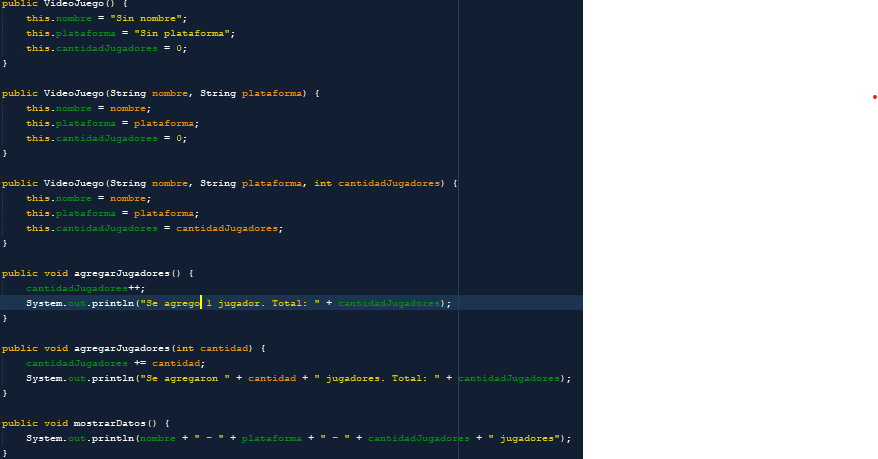 public VideoJuego() {
this.nombre = "Sin nombre";
this.plataforma = "Sin plataforma";
this.cantidadJugadores = 0;
}
public VideoJuego(String nombre, String plataforma) {
this.nombre = nombre;
this.plataforma = plataforma;
this.cantidadJugadores = 0;
}
public VideoJuego(String nombre, String plataforma, int cantidadJugadores) {
this.nombre = nombre;
this.plataforma = plataforma;
this.cantidadJugadores = cantidadJugadores;
}
public void agregarJugadores() {
cantidadJugadores++;
System.out.println("Se agrego 1 jugador. Total: " + cantidadJugadores);
}
public void agregarJugadores(int cantidad) {
cantidadJugadores += cantidad;
System.out.println("Se agregaron " + cantidad + " jugadores. Total: " + cantidadJugadores);
}
public void mostrarDatos() {
System.out.println(nombre + " - " + plataforma + " - " + cantidadJugadores + " jugadores");
}